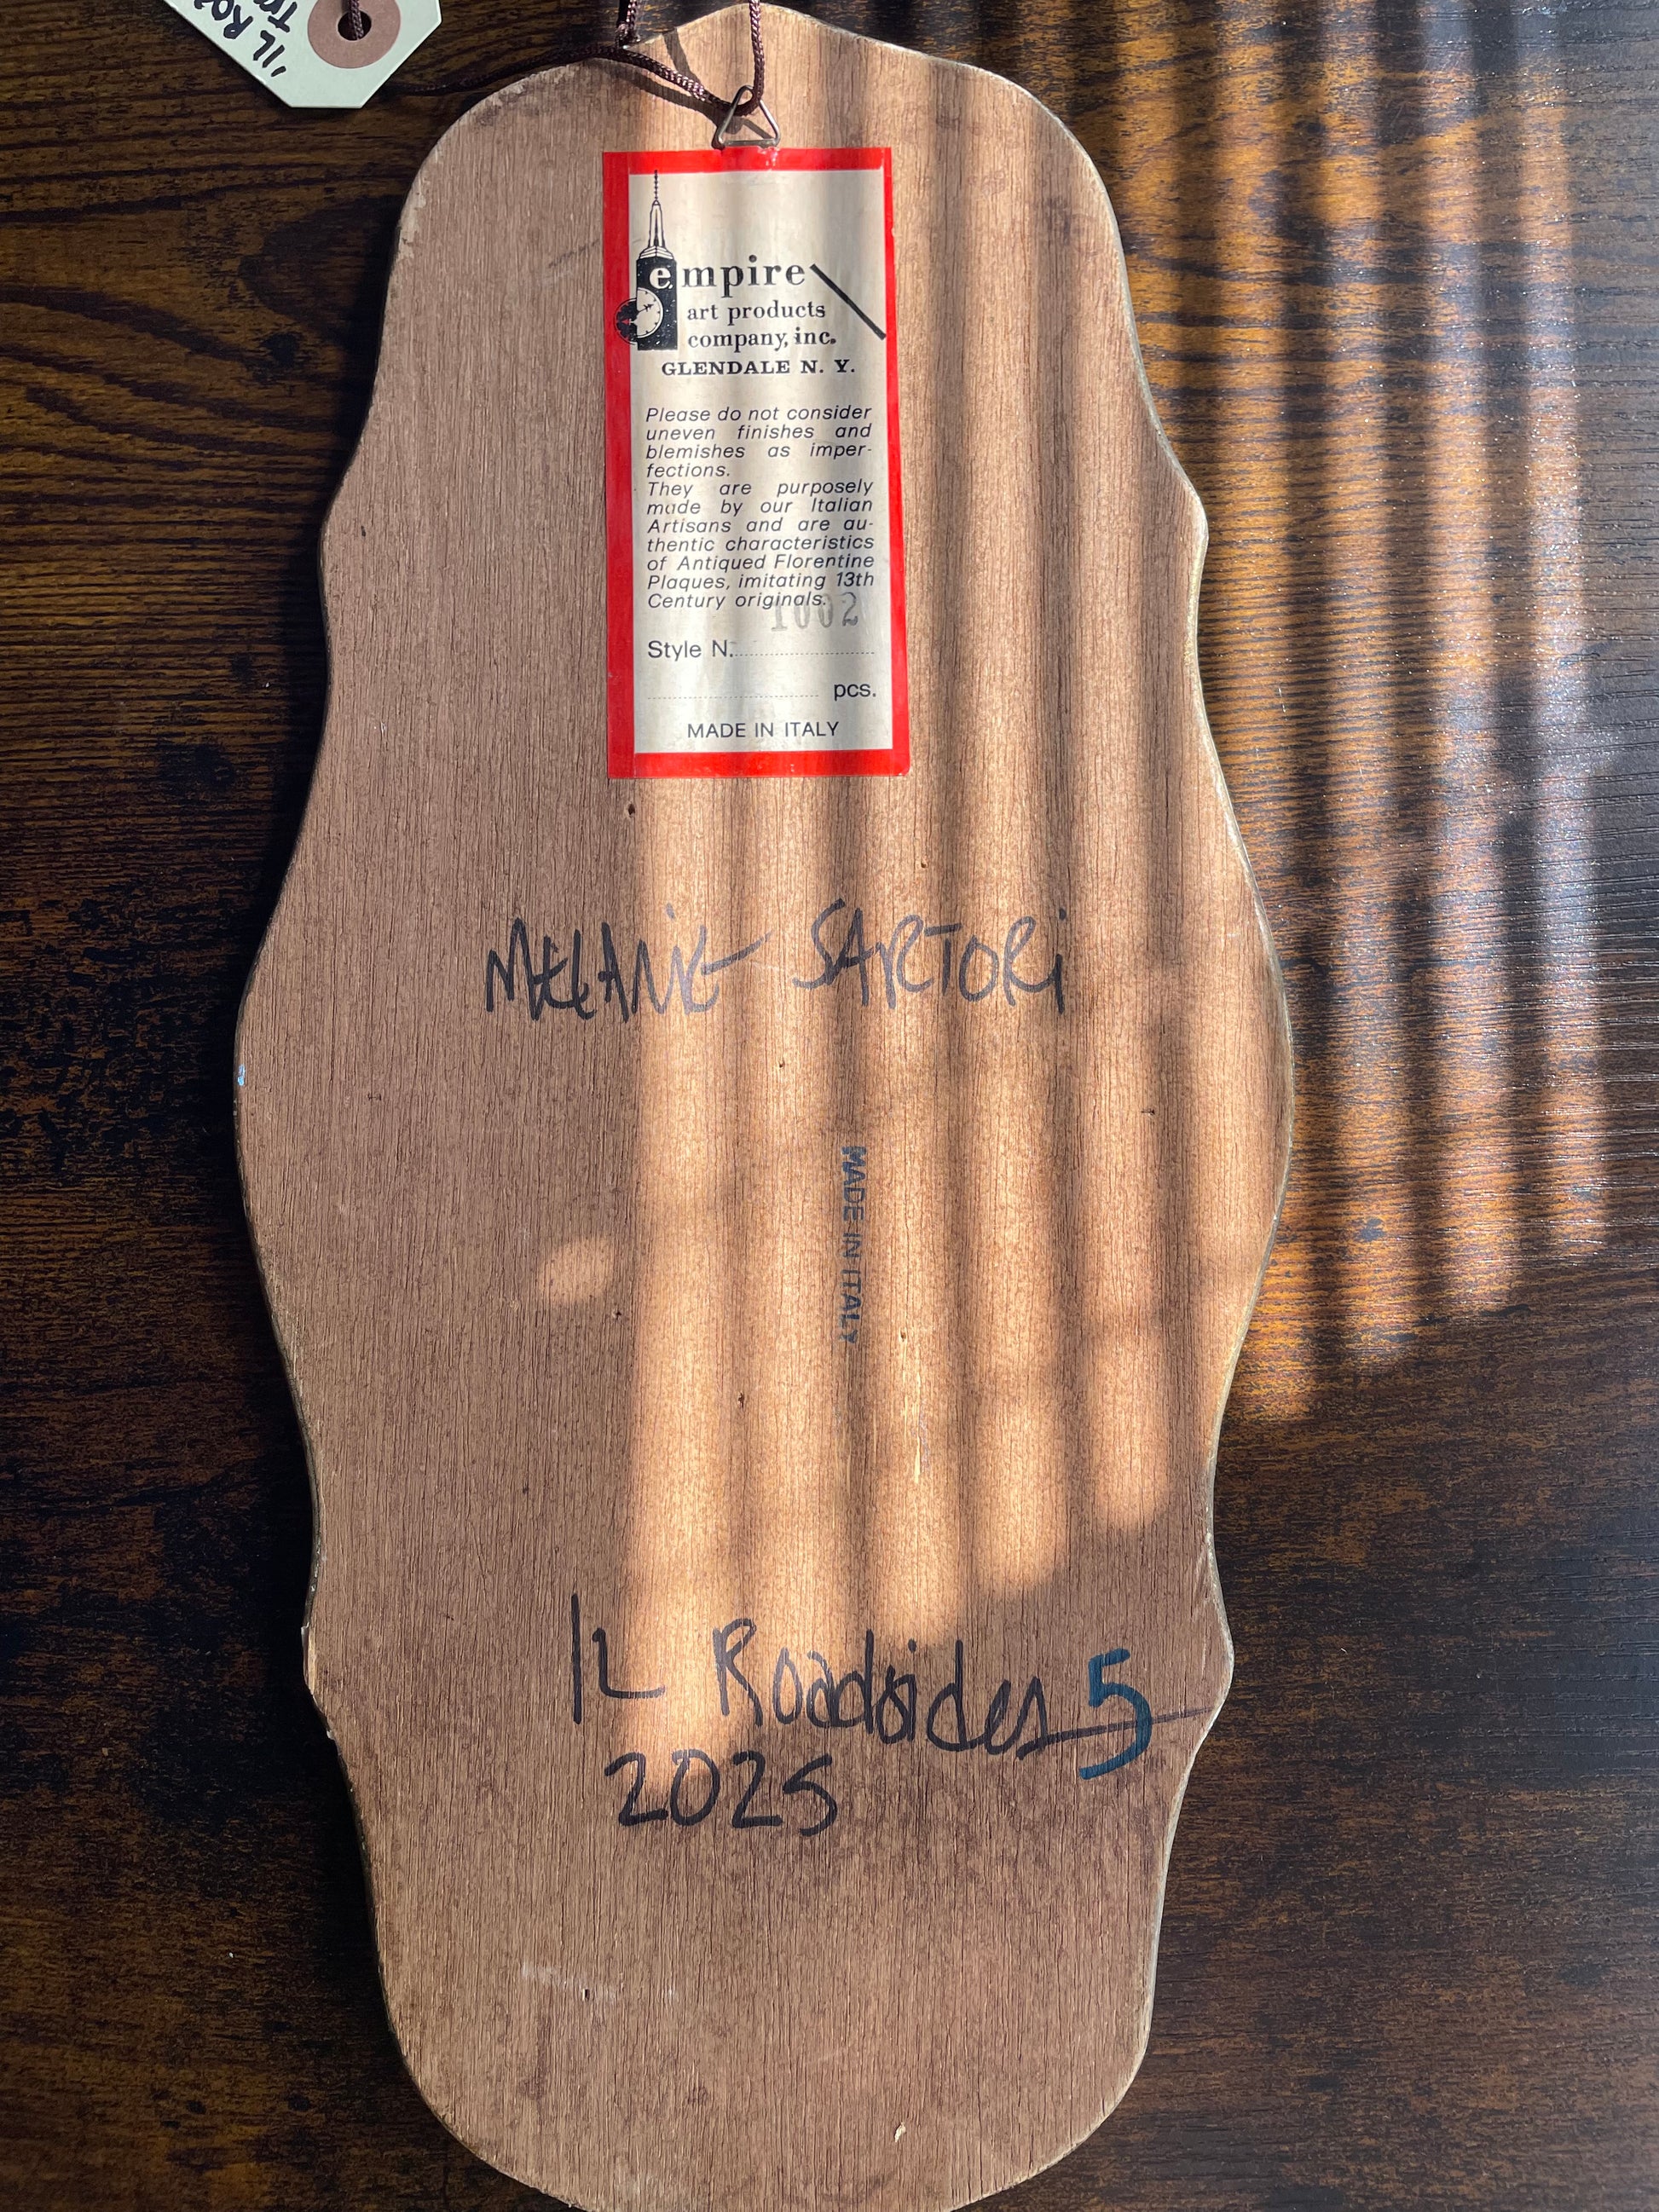 "IL RO
T
empire
art products
company, inc.
GLENDALE N. Y.
Please do not consider
uneven finishes and
blemishes as imper-
fections.
They are purposely
made by our Italian
Artisans and are au-
thentic characteristics
of Antiqued Florentine
Plaques, imitating 13th
Century originals.
1002
Style N.
pcs.
MADE IN ITALY
MELANIE SARTORI
MADE IN ITALY
IL Roadsides 5
2025